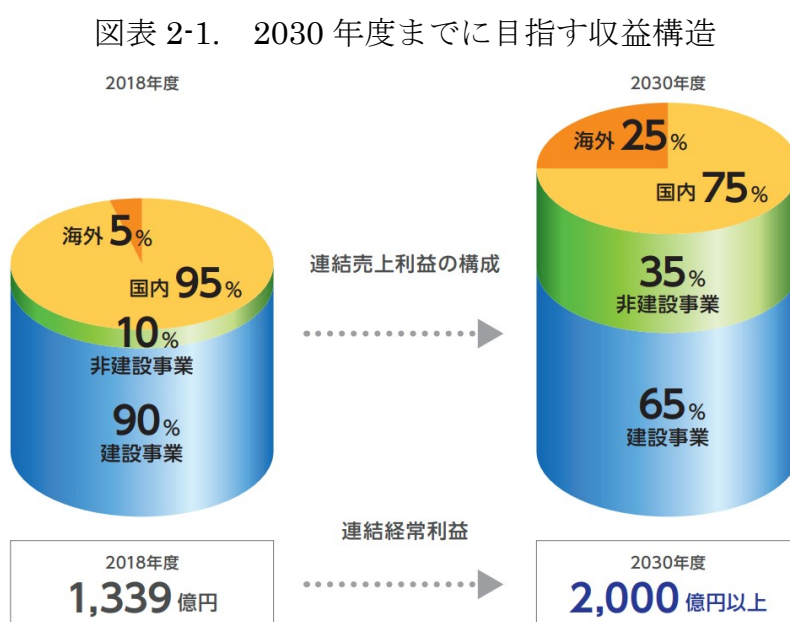 図表 2-1. 2030 年度までに目指す収益構造
2018年度
海外 5%
国内 95%
10%
非建設事業
90%
建設事業
連結売上利益の構成
2030年度
海外 25%
国内 75%
35%
非建設事業
65%
建設事業
連結経常利益
2018年度
1,339 億円
2030年度
2,000 億円以上